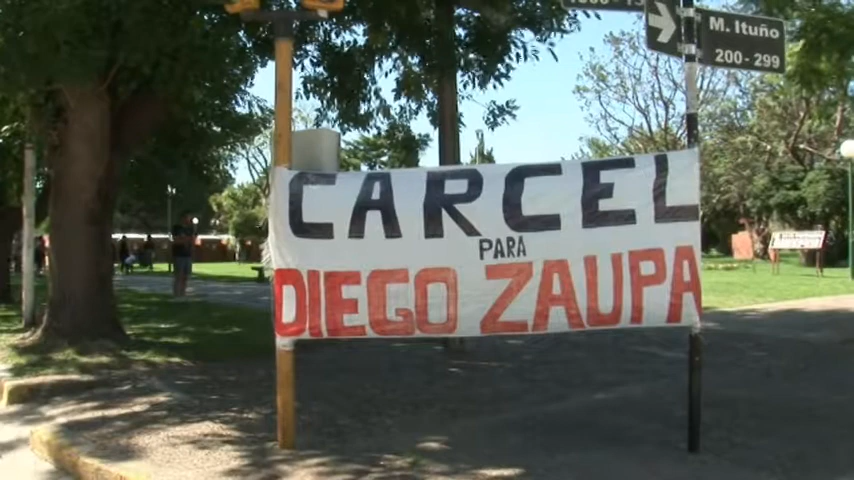 M. Ituño
200-299
CARCEL
PARA
DIEGO ZAUPA